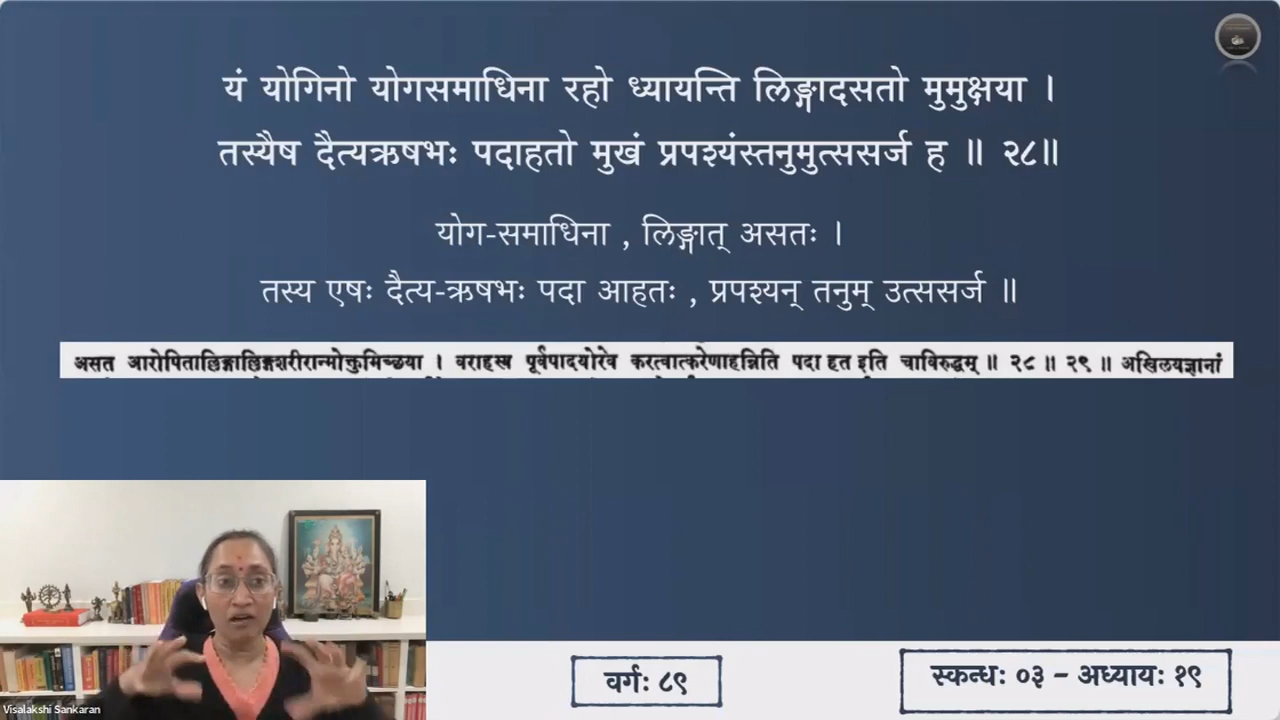 यं योगिनो योगसमाधिना रहो ध्यायन्ति लिङ्गादसतो मुमुक्षया ।
तस्यैष दैत्यऋषभः पदाहतो मुखं प्रपश्यंस्तनुमुत्ससर्ज ह ॥ २८॥
योग-समाधिना , लिङ्गात् असतः ।
तस्य एषः दैत्य-ऋषभः पदा आहतः , प्रपश्यन् तनुम् उत्ससर्ज ॥
असत आरोपिताल्लिङ्गाल्लिङ्गशरीरान्मोक्तुमिच्छया । वराहस्य पूर्वपादयोरेव करत्वात्करेणाहन्निति पदा हत इति चाविरुद्धम् ॥ २८ ॥ २९ ॥ अखिलयज्ञानां
Visalakshi Sankaran
वर्गः ८९
स्कन्धः ०३ – अध्यायः १९